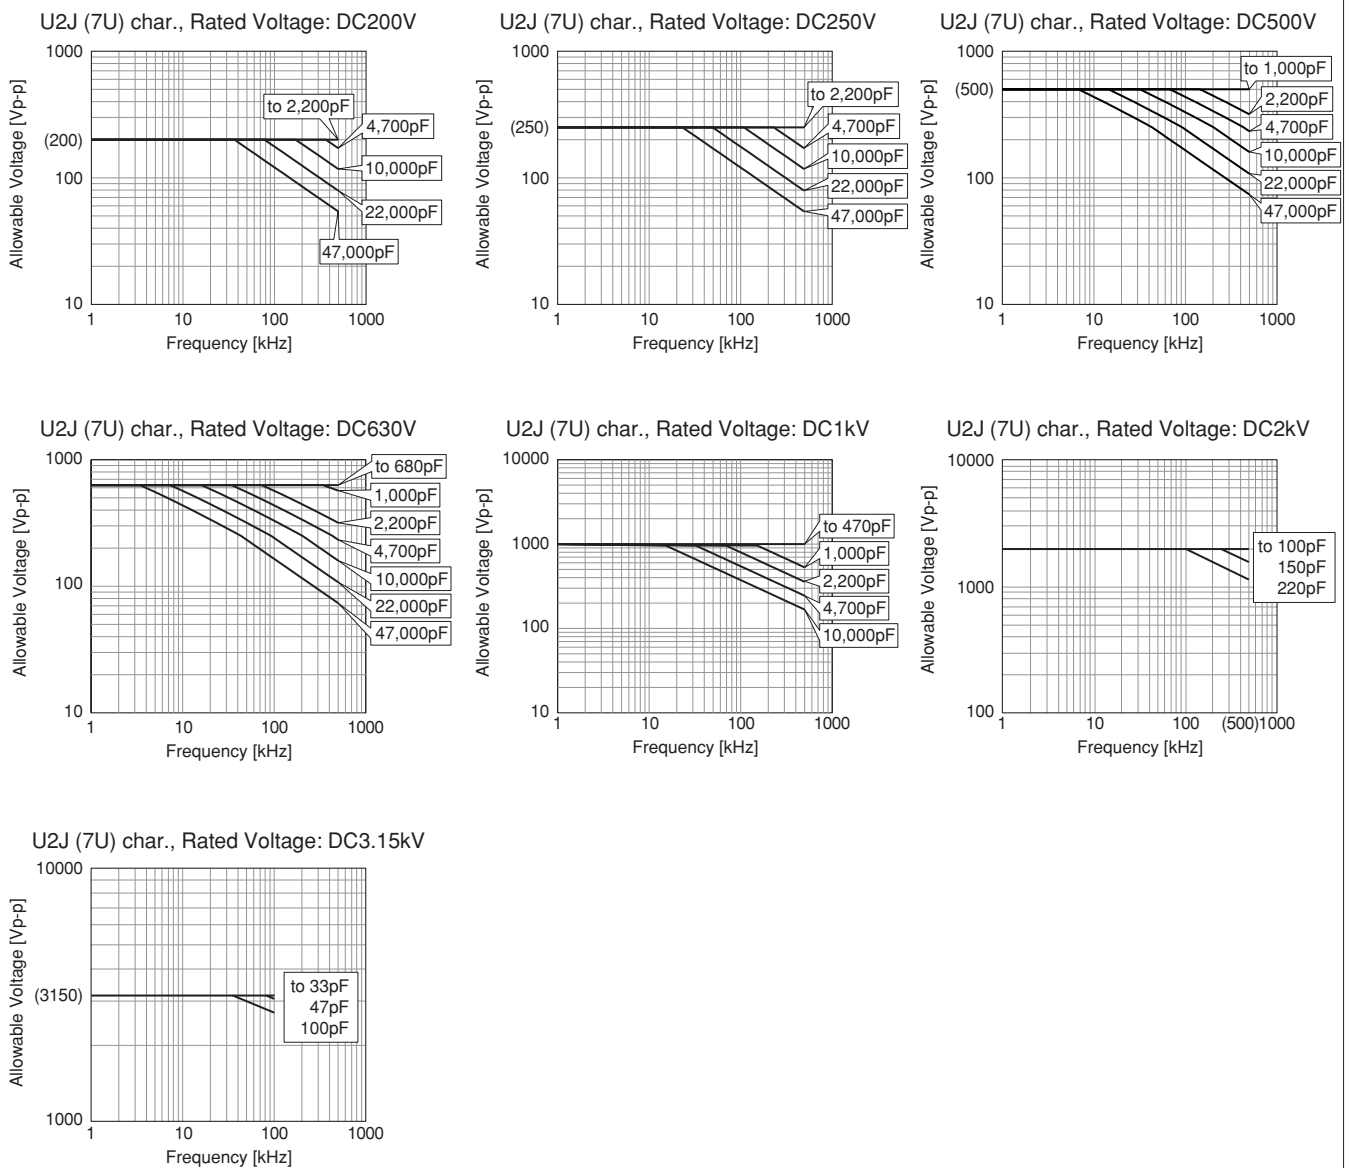 U2J (7U) char., Rated Voltage: DC200V
Allowable Voltage [Vp-p]
1000
(200)
100
10
to 2,200pF
4,700pF
10,000pF
22,000pF
47,000pF
1 10 100 1000
Frequency [kHz]
U2J (7U) char., Rated Voltage: DC250V
Allowable Voltage [Vp-p]
1000
(250)
100
10
to 2,200pF
4,700pF
10,000pF
22,000pF
47,000pF
1 10 100 1000
Frequency [kHz]
U2J (7U) char., Rated Voltage: DC500V
Allowable Voltage [Vp-p]
1000
(500)
100
10
to 1,000pF
2,200pF
4,700pF
10,000pF
22,000pF
47,000pF
1 10 100 1000
Frequency [kHz]
U2J (7U) char., Rated Voltage: DC630V
Allowable Voltage [Vp-p]
1000
100
10
to 680pF
1,000pF
2,200pF
4,700pF
10,000pF
22,000pF
47,000pF
1 10 100 1000
Frequency [kHz]
U2J (7U) char., Rated Voltage: DC1kV
Allowable Voltage [Vp-p]
10000
1000
100
10
to 470pF
1,000pF
2,200pF
4,700pF
10,000pF
1 10 100 1000
Frequency [kHz]
U2J (7U) char., Rated Voltage: DC2kV
Allowable Voltage [Vp-p]
10000
1000
100
to 100pF
150pF
220pF
1 10 100 (500)1000
Frequency [kHz]
U2J (7U) char., Rated Voltage: DC3.15kV
Allowable Voltage [Vp-p]
10000
(3150)
1000
to 33pF
47pF
100pF
1 10 100 1000
Frequency [kHz]